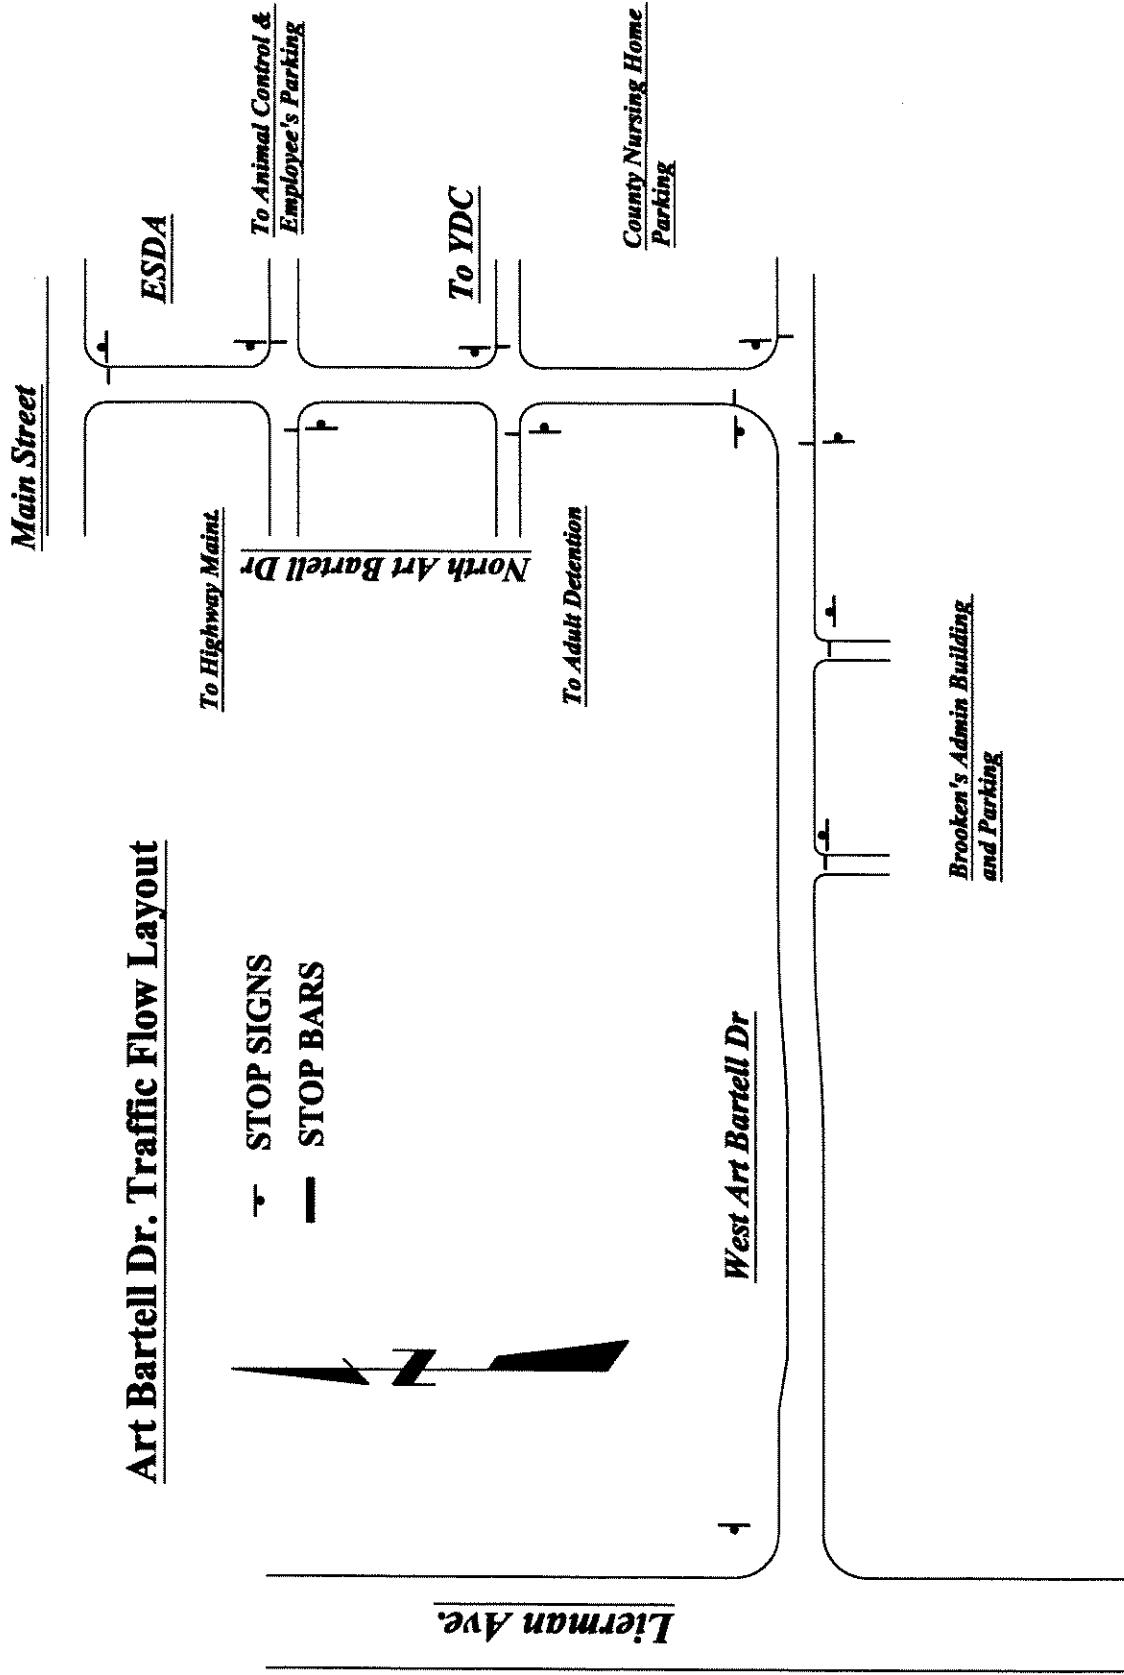 Art Bartell Dr. Traffic Flow Layout
STOP SIGNS
STOP BARS
N
Main Street
ESDA
To Animal Control &
Employee's Parking
To Highway Maint.
North Art Bartell Dr
To YDC
To Adult Detention
County Nursing Home
Parking
West Art Bartell Dr
Brooken's Admin Building
and Parking
Lierman Ave.